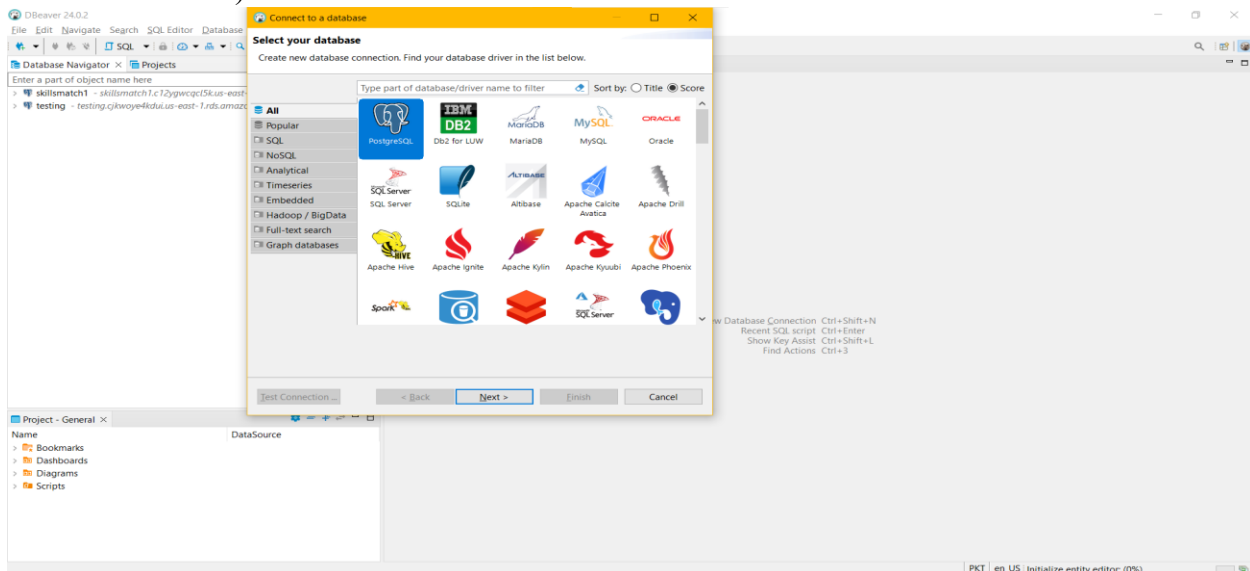 )
DBeaver 24.0.2
File Edit Navigate Search SQL Editor Database
SQL
Database Navigator Projects
Enter a part of object name here
skillsmatch1 - skillsmatch1.c12ygwcqcl5k.us-east-
testing - testing.cjkwoye4kdui.us-east-1.rds.amazo
Connect to a database
Select your database
Create new database connection. Find your database driver in the list below.
Type part of database/driver name to filter
Sort by: Title Score
All
Popular
SQL
NoSQL
Analytical
Timeseries
Embedded
Hadoop / BigData
Full-text search
Graph databases
IBM DB2 MariaDB MySQL ORACLE
PostgreSQL Db2 for LUW MariaDB MySQL Oracle
SQL Server ALTIBASE
SQL Server SQLite Altibase Apache Calcite Avatica Apache Drill
HIVE
Apache Hive Apache Ignite Apache Kylin Apache Kyuubi Apache Phoenix
Spark SQL Server
Test Connection ... < Back Next > Finish Cancel
w Database Connection Ctrl+Shift+N
Recent SQL script Ctrl+Enter
Show Key Assist Ctrl+Shift+L
Find Actions Ctrl+3
Project - General
Name DataSource
Bookmarks
Dashboards
Diagrams
Scripts
PKT en_US Initialize entity editor: (0%)